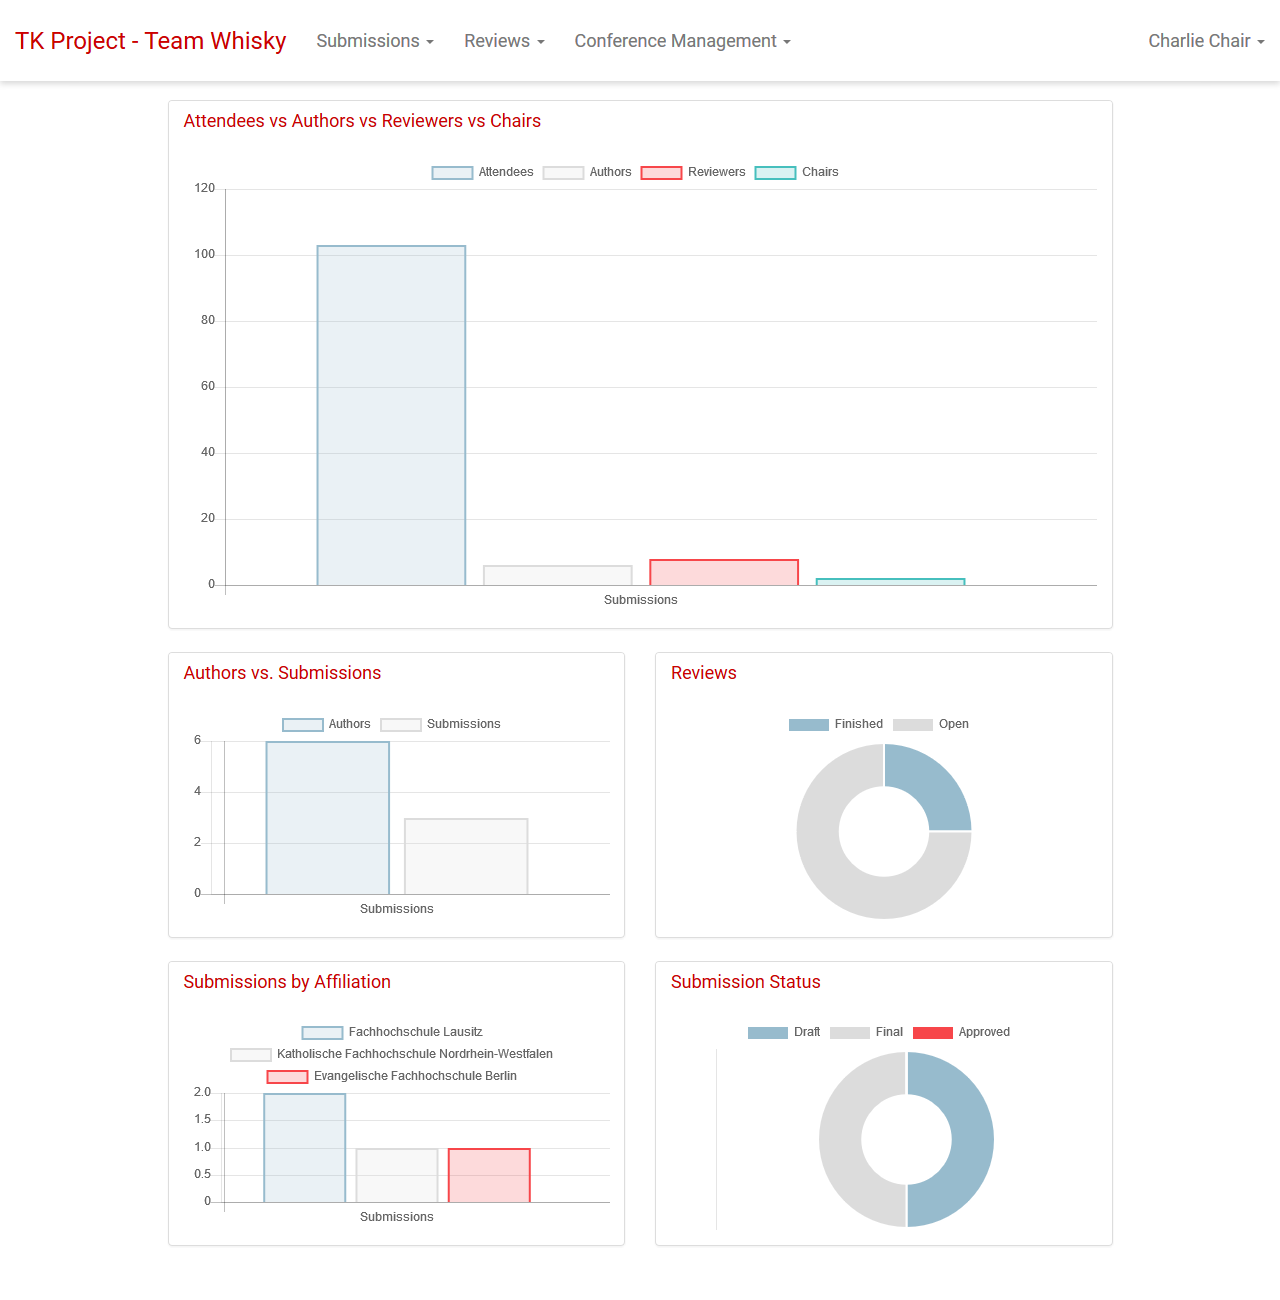 TK Project - Team Whisky
Submissions
Reviews
Conference Management
Charlie Chair
Attendees vs Authors vs Reviewers vs Chairs
Attendees
Authors
Reviewers
Chairs
120
100
80
60
40
20
0
Submissions
Authors vs. Submissions
Authors
Submissions
6
4
2
0
Submissions
Reviews
Finished
Open
Submissions by Affiliation
Fachhochschule Lausitz
Katholische Fachhochschule Nordrhein-Westfalen
Evangelische Fachhochschule Berlin
2.0
1.5
1.0
0.5
0
Submissions
Submission Status
Draft
Final
Approved